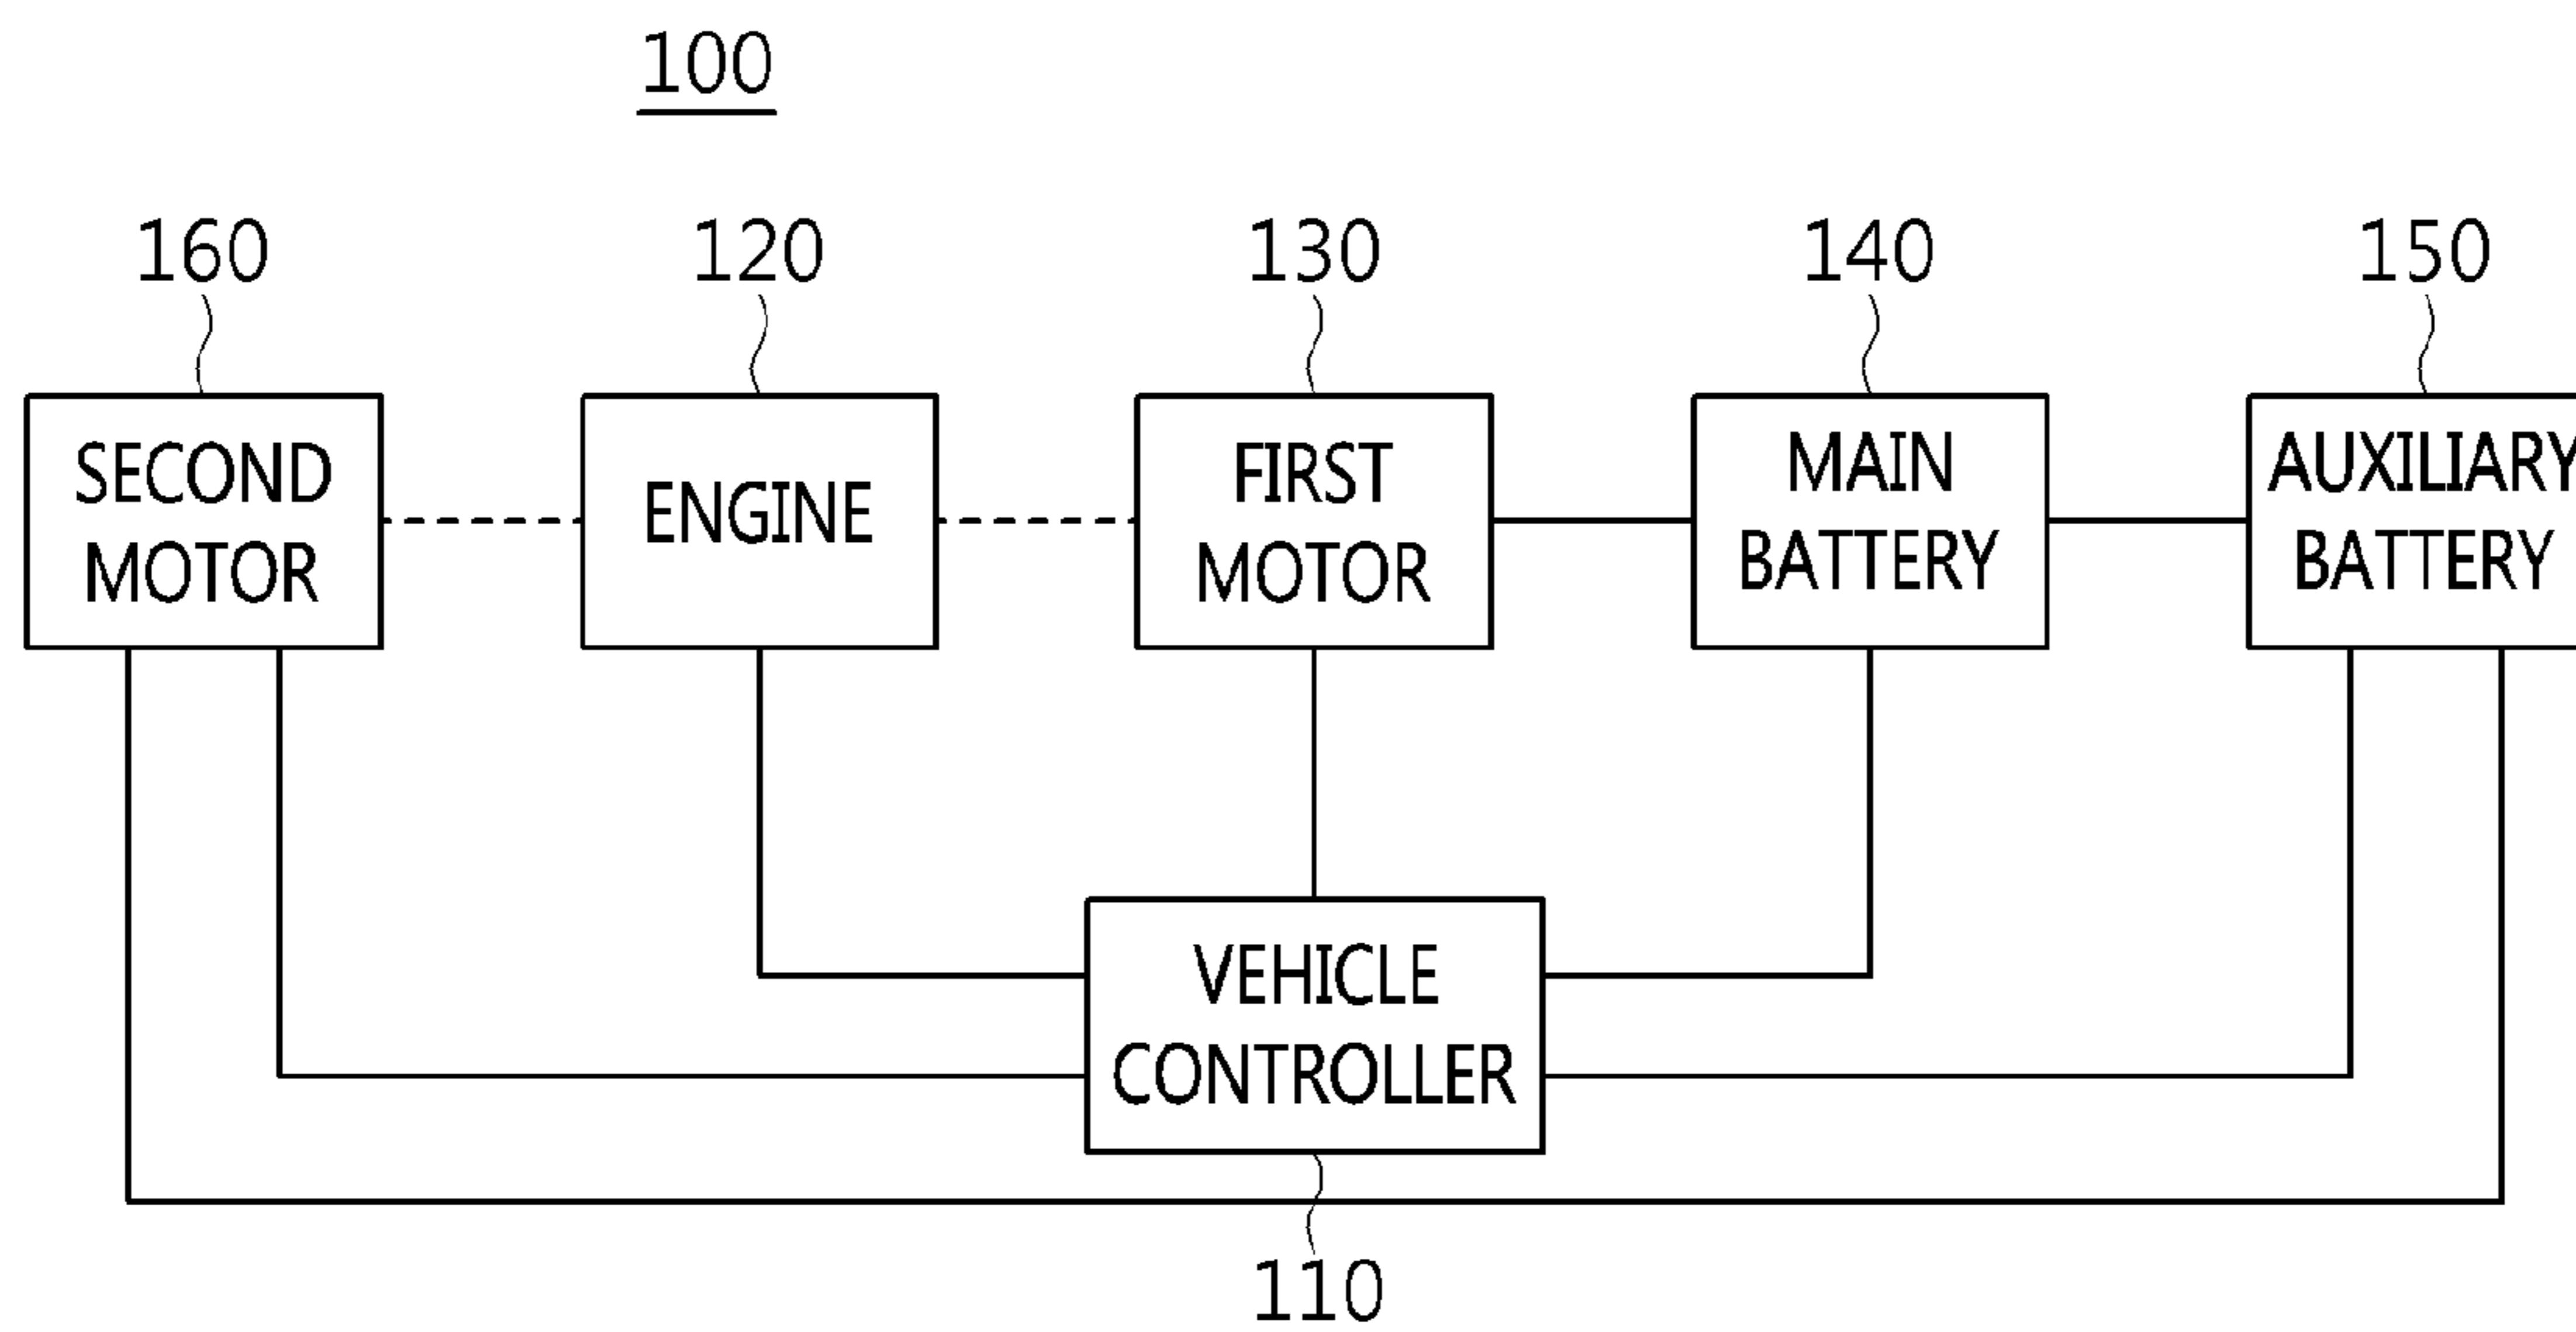 100
160
120
130
140
150
SECOND
MOTOR
ENGINE
FIRST
MOTOR
MAIN
BATTERY
AUXILIARY
BATTERY
VEHICLE
CONTROLLER
110